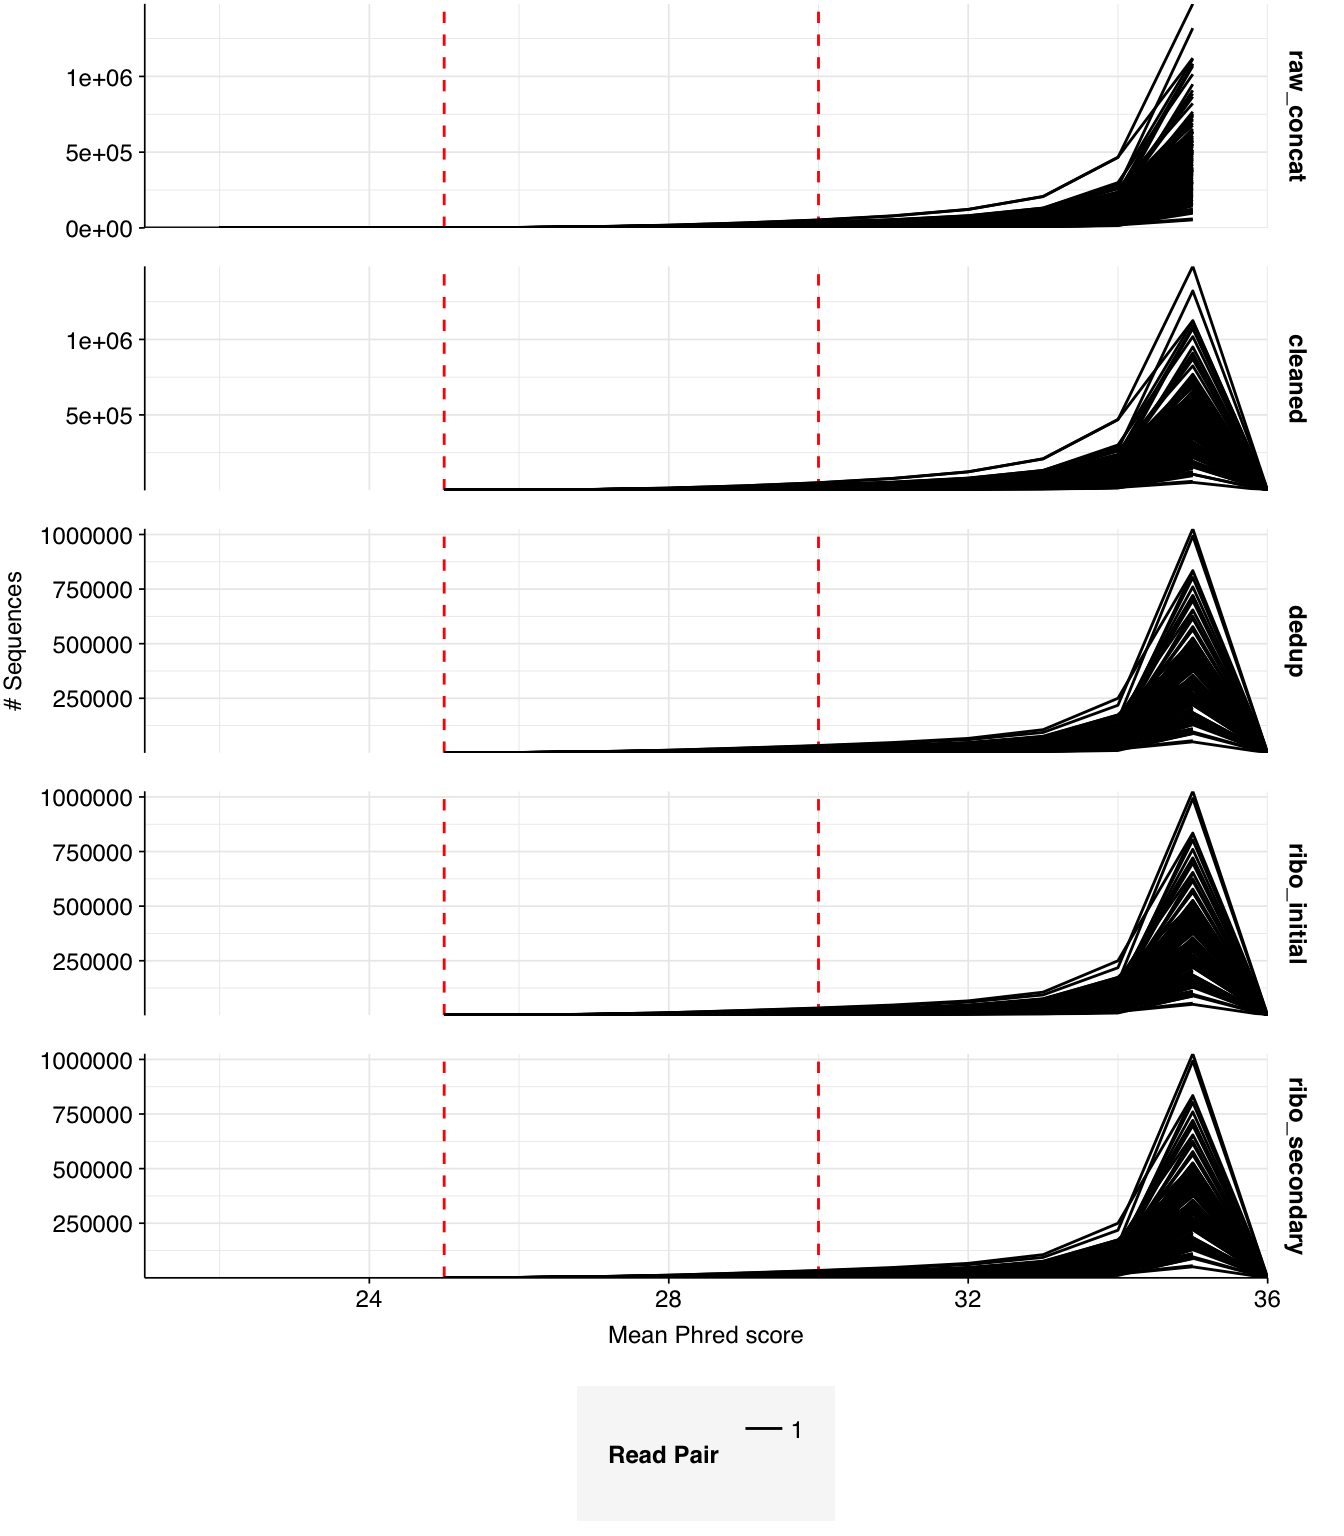 1e+06
5e+05
0e+00
raw_concat
1e+06
5e+05
cleaned
# Sequences
1000000
750000
500000
250000
dedup
1000000
750000
500000
250000
ribo_initial
1000000
750000
500000
250000
ribo_secondary
24 28 32 36
Mean Phred score
Read Pair
1